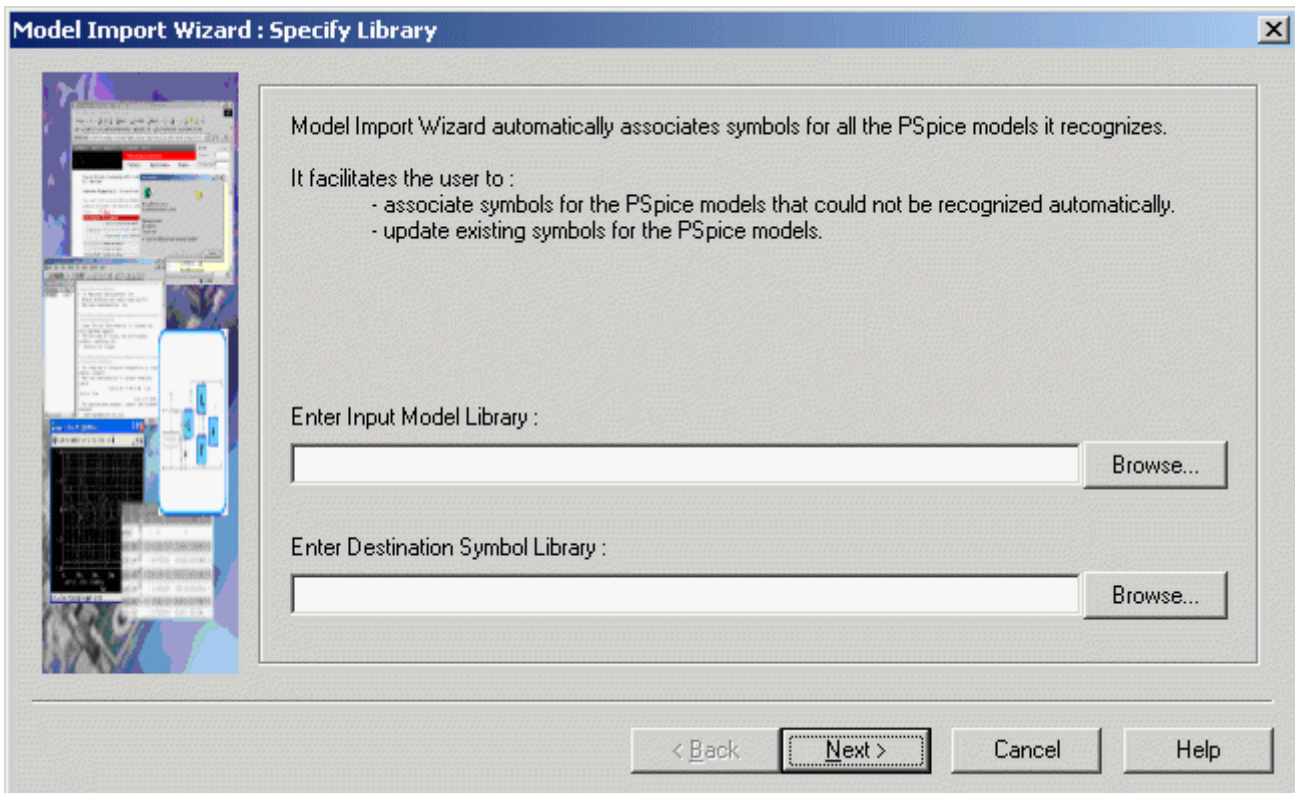 Model Import Wizard : Specify Library
Model Import Wizard automatically associates symbols for all the PSpice models it recognizes.
It facilitates the user to :
- associate symbols for the PSpice models that could not be recognized automatically.
- update existing symbols for the PSpice models.
Enter Input Model Library :
Browse...
Enter Destination Symbol Library :
Browse...
< Back
Next >
Cancel
Help